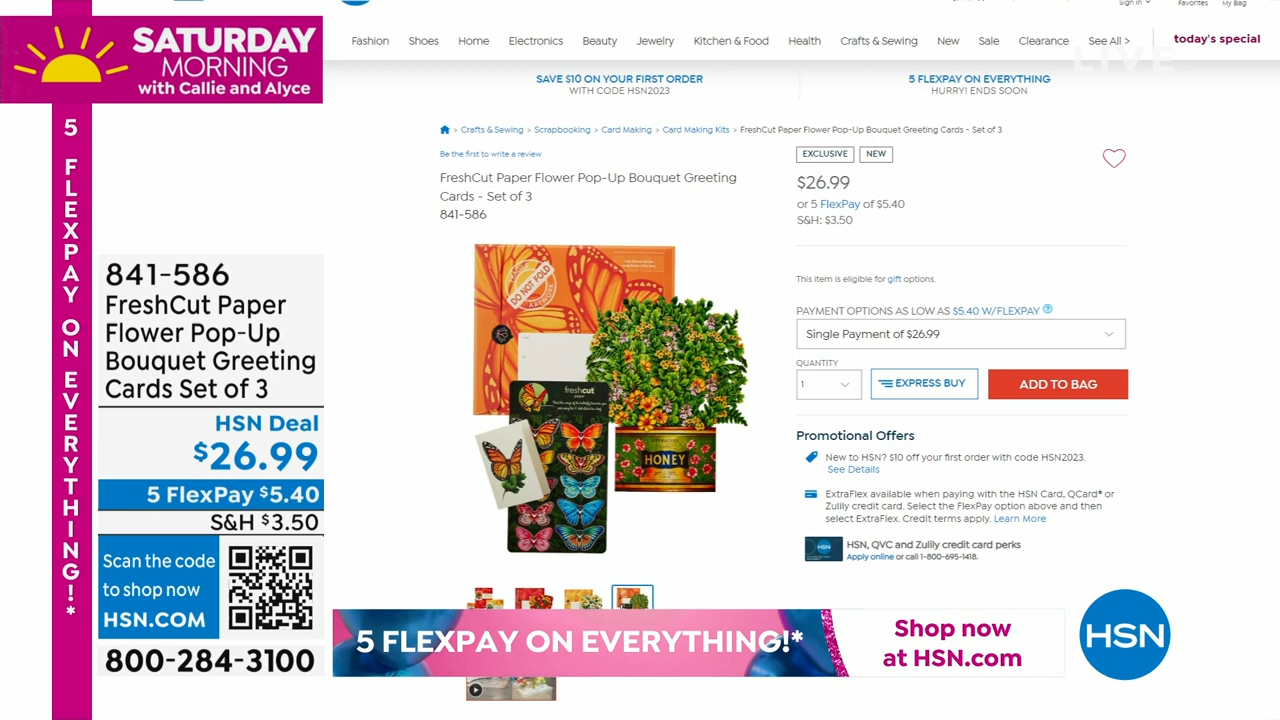 SATURDAY
MORNING
with Callie and Alyce
5 FLEXPAY ON EVERYTHING!*
841-586
FreshCut Paper
Flower Pop-Up
Bouquet Greeting
Cards Set of 3
HSN Deal
$26.99
5 FlexPay $5.40
S&H $3.50
Scan the code
to shop now
HSN.COM
800-284-3100
Sign in
Favorites
My Bag
Fashion Shoes Home Electronics Beauty Jewelry Kitchen & Food Health Crafts & Sewing New Sale Clearance See All >
today's special
LIVE
SAVE $10 ON YOUR FIRST ORDER
WITH CODE HSN2023
5 FLEXPAY ON EVERYTHING
HURRY! ENDS SOON
> Crafts & Sewing > Scrapbooking > Card Making > Card Making Kits > FreshCut Paper Flower Pop-Up Bouquet Greeting Cards - Set of 3
Be the first to write a review
FreshCut Paper Flower Pop-Up Bouquet Greeting
Cards - Set of 3
841-586
DO NOT FOLD
ARTWORK
freshcut
paper
HONEY
EXCLUSIVE
NEW
$26.99
or 5 FlexPay of $5.40
S&H: $3.50
This item is eligible for gift options.
PAYMENT OPTIONS AS LOW AS $5.40 W/FLEXPAY ?
Single Payment of $26.99
QUANTITY
1
EXPRESS BUY
ADD TO BAG
Promotional Offers
New to HSN? $10 off your first order with code HSN2023.
See Details
ExtraFlex available when paying with the HSN Card, QCard® or
Zulily credit card. Select the FlexPay option above and then
select ExtraFlex. Credit terms apply. Learn More
HSN
HSN, QVC and Zulily credit card perks
Apply online or call 1-800-695-1418.
5 FLEXPAY ON EVERYTHING!*
Shop now
at HSN.com
HSN